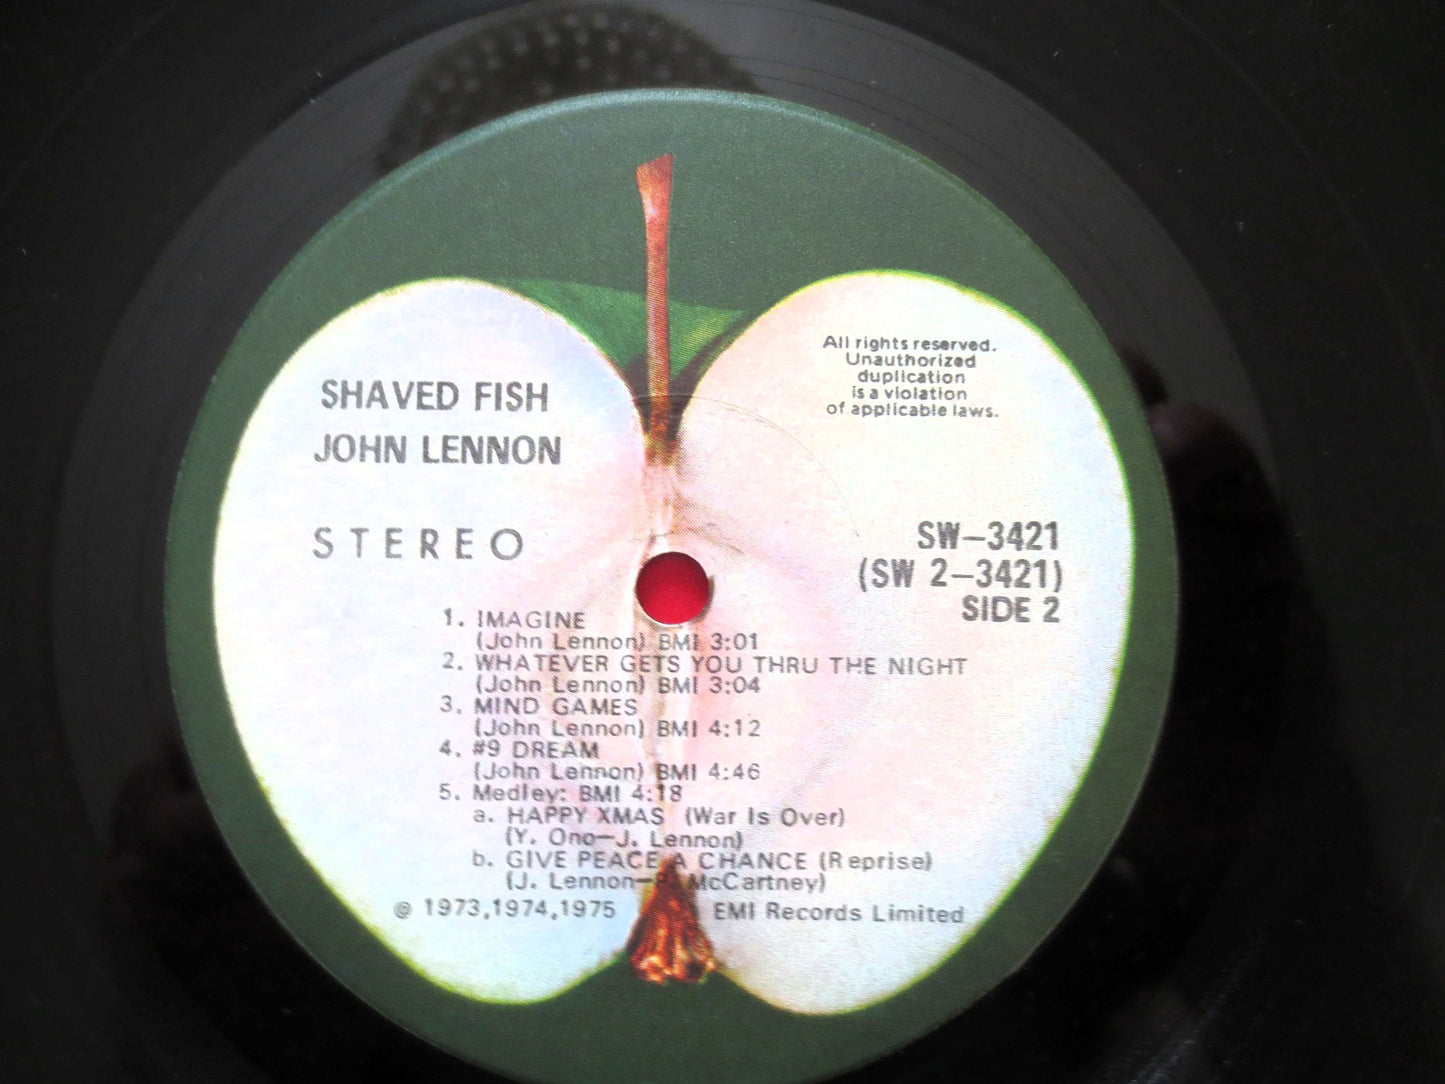 SHAVED FISH
JOHN LENNON
STEREO
All rights reserved.
Unauthorized
duplication
is a violation
of applicable laws.
SW-3421
(SW 2-3421)
SIDE 2
1. IMAGINE
(John Lennon) BMI 3:01
2. WHATEVER GETS YOU THRU THE NIGHT
(John Lennon) BMI 3:04
3. MIND GAMES
(John Lennon) BMI 4:12
4. #9 DREAM
(John Lennon) BMI 4:46
5. Medley: BMI 4:18
a. HAPPY XMAS (War Is Over)
(Y. Ono-J. Lennon)
b. GIVE PEACE A CHANCE (Reprise)
(J. Lennon- McCartney)
@ 1973,1974,1975 EMI Records Limited